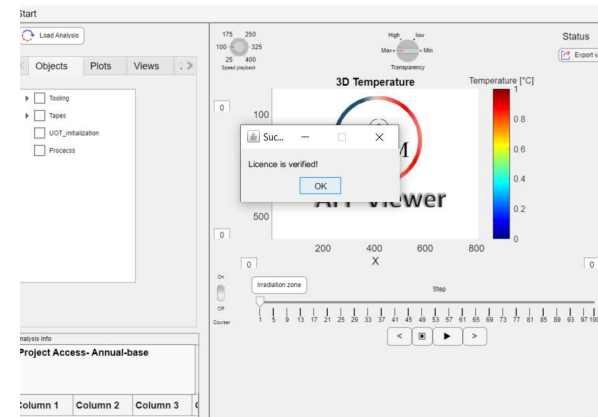 Start
Load Analysis
Objects Plots Views
Tooling
Tapes
UOT_initialization
Procecss
175 250
100 325
25 400
Speed playback
High low
Max Min
Transparency
Status
Export v
3D Temperature
Temperature [°C]
0
100
500
0
0
200 400 600 800
X
0
1
0.8
0.6
0.4
0.2
0
Suc...
Licence is verified!
OK
Viewer
On
Off
Courser
Irradiation zone
Step
1 5 9 13 17 21 25 29 33 37 41 45 49 53 57 61 65 69 73 77 81 85 89 93 97 100
< >
nalysis info
Project Access- Annual-base
Column 1 Column 2 Column 3